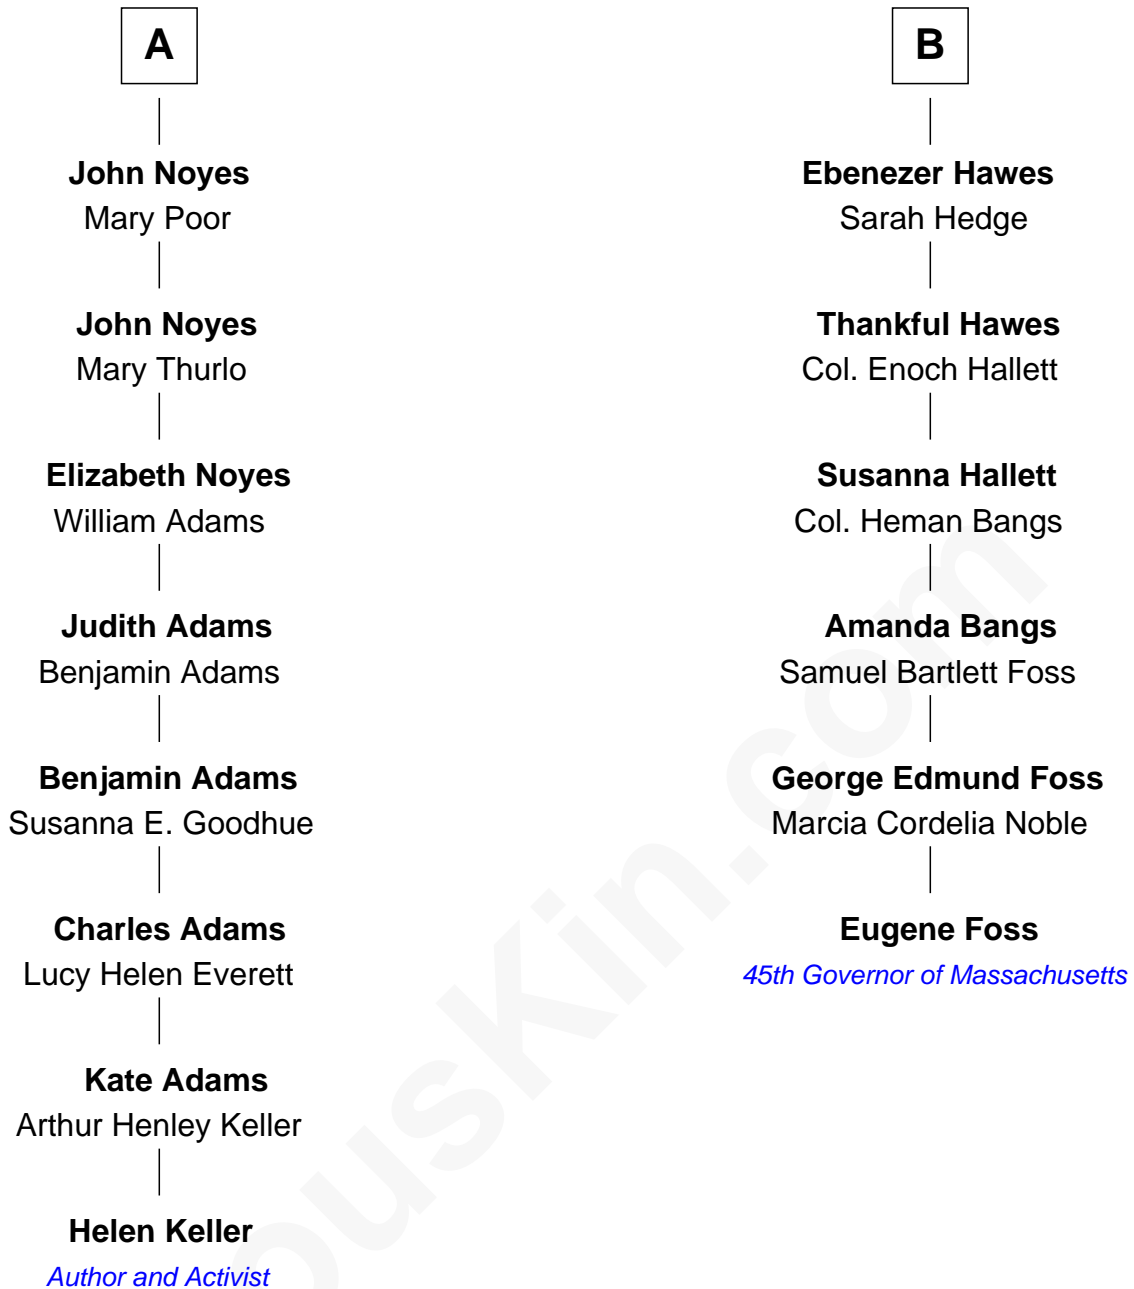 A
John Noyes
Mary Poor
John Noyes
Mary Thurlo
Elizabeth Noyes
William Adams
Judith Adams
Benjamin Adams
Benjamin Adams
Susanna E. Goodhue
Charles Adams
Lucy Helen Everett
Kate Adams
Arthur Henley Keller
Helen Keller
Author and Activist
B
Ebenezer Hawes
Sarah Hedge
Thankful Hawes
Col. Enoch Hallett
Susanna Hallett
Col. Heman Bangs
Amanda Bangs
Samuel Bartlett Foss
George Edmund Foss
Marcia Cordelia Noble
Eugene Foss
45th Governor of Massachusetts
ousKin.com